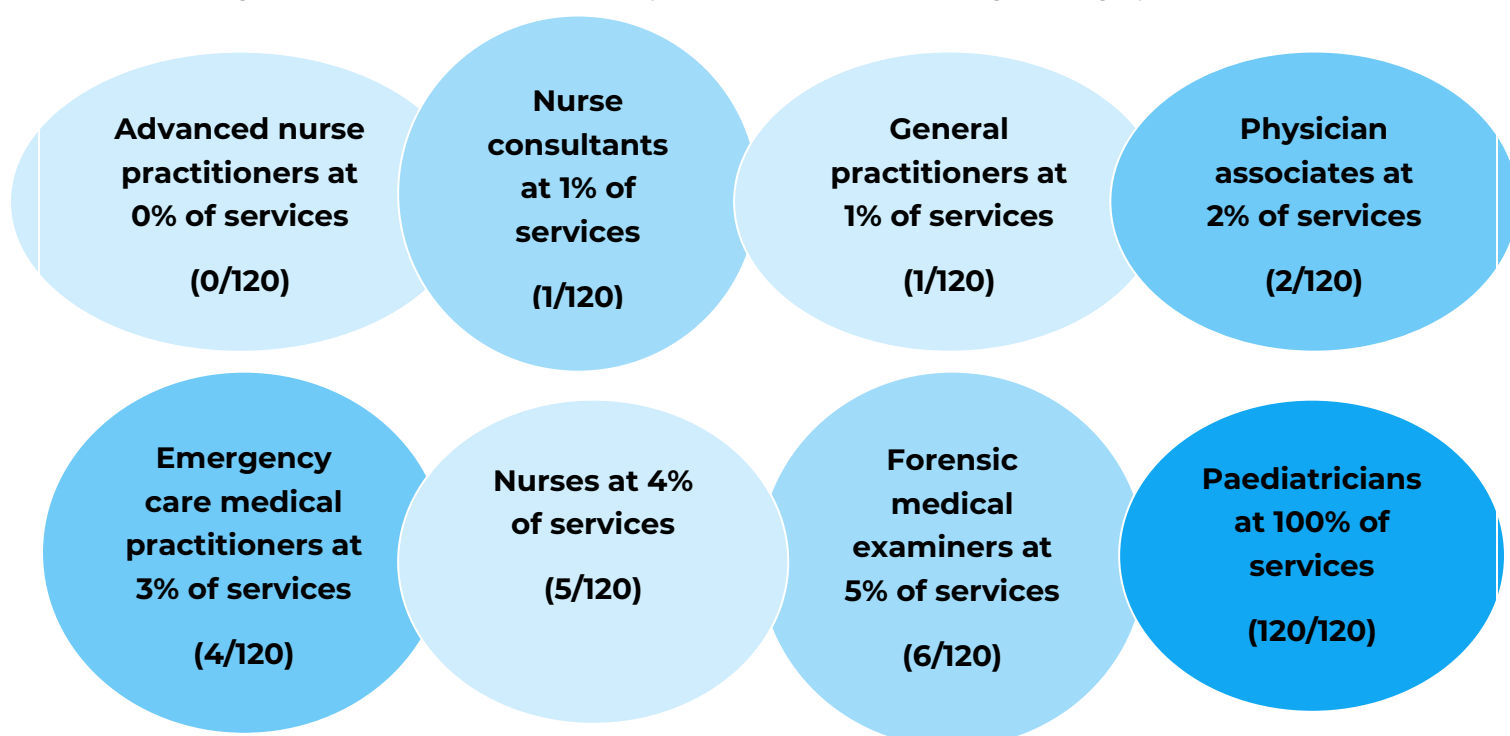 Advanced nurse
practitioners at
0% of services
(0/120)
Nurse
consultants
at 1% of
services
(1/120)
General
practitioners at
1% of services
(1/120)
Physician
associates at
2% of services
(2/120)
Emergency
care medical
practitioners at
3% of services
(4/120)
Nurses at 4%
of services
(5/120)
Forensic
medical
examiners at
5% of services
(6/120)
Paediatricians
at 100% of
services
(120/120)